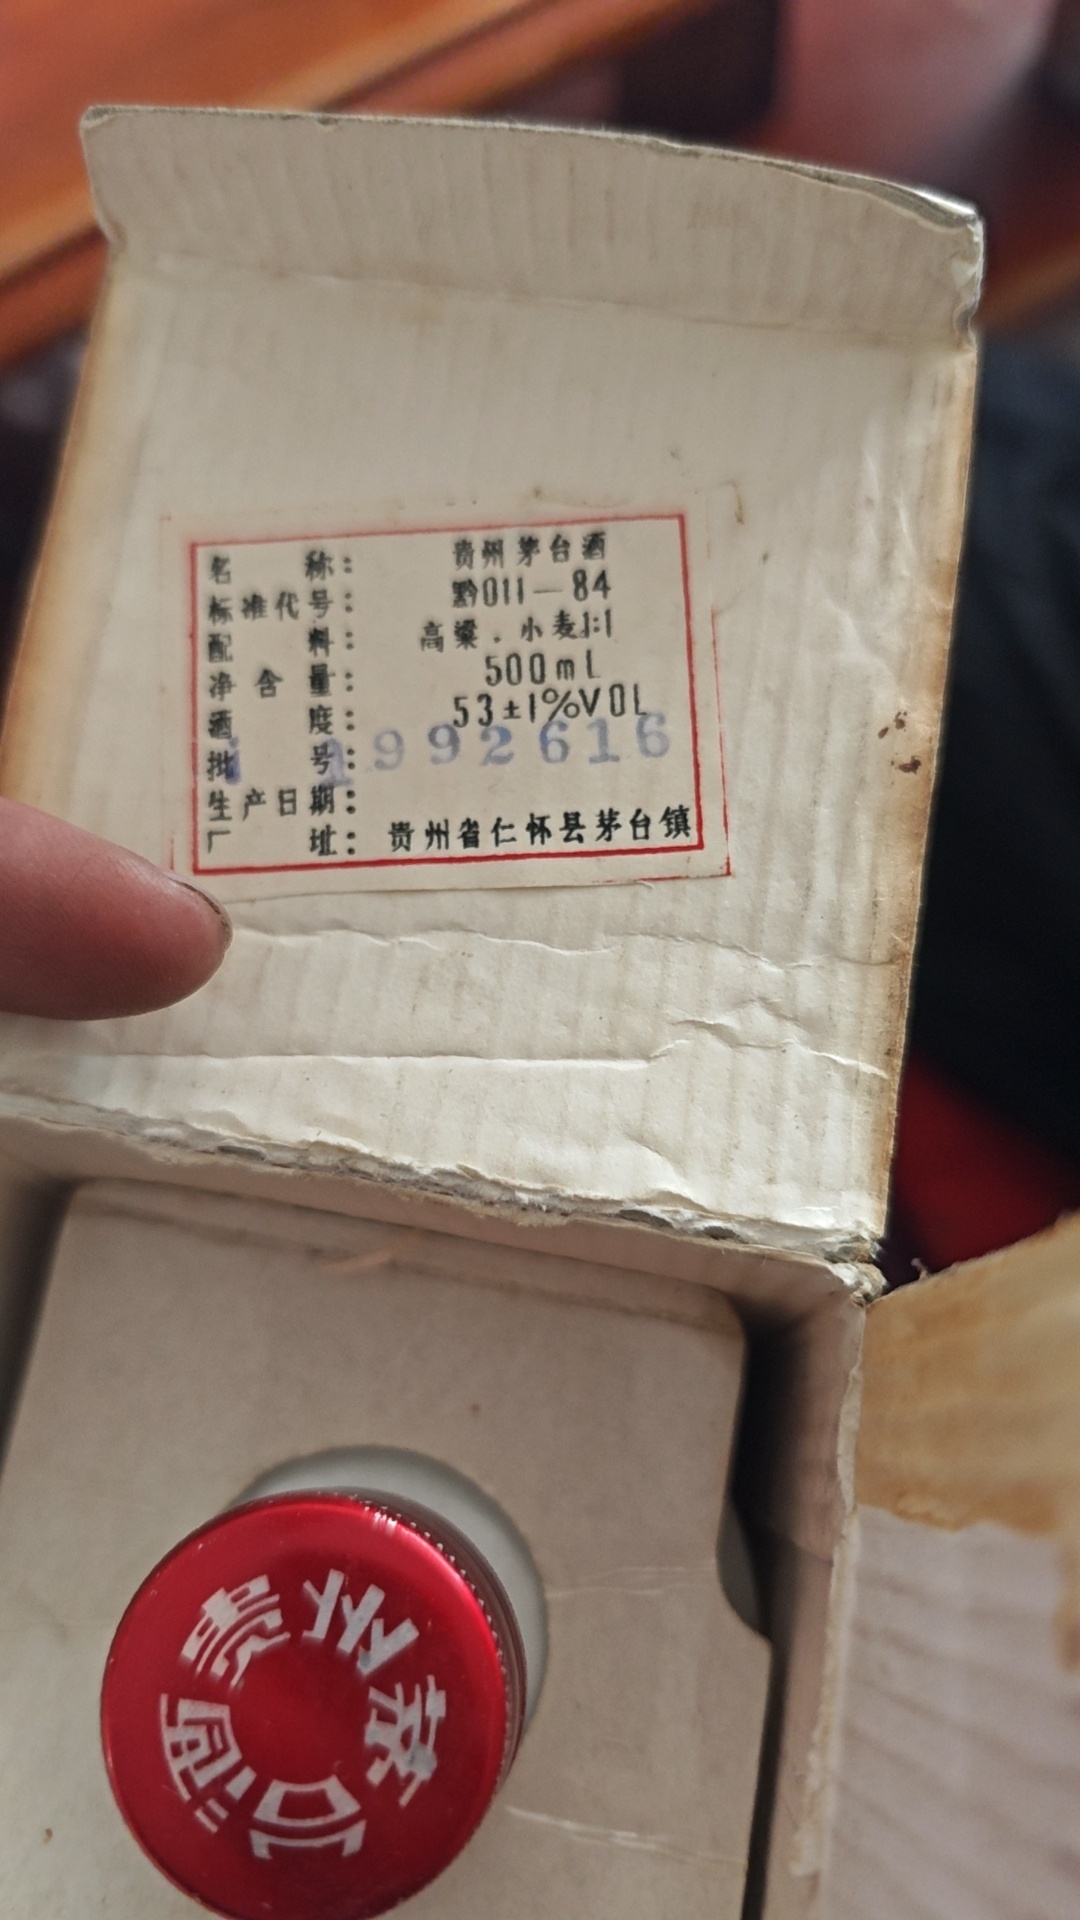 名 称： 贵州茅台酒
标准代号： 黔011—84
配 料： 高粱．小麦1:1
净含量： 500mL
酒 度： 53±1%VOL
批 号： 1992616
生产日期：
厂 址： 贵州省仁怀县茅台镇
贵州茅台酒